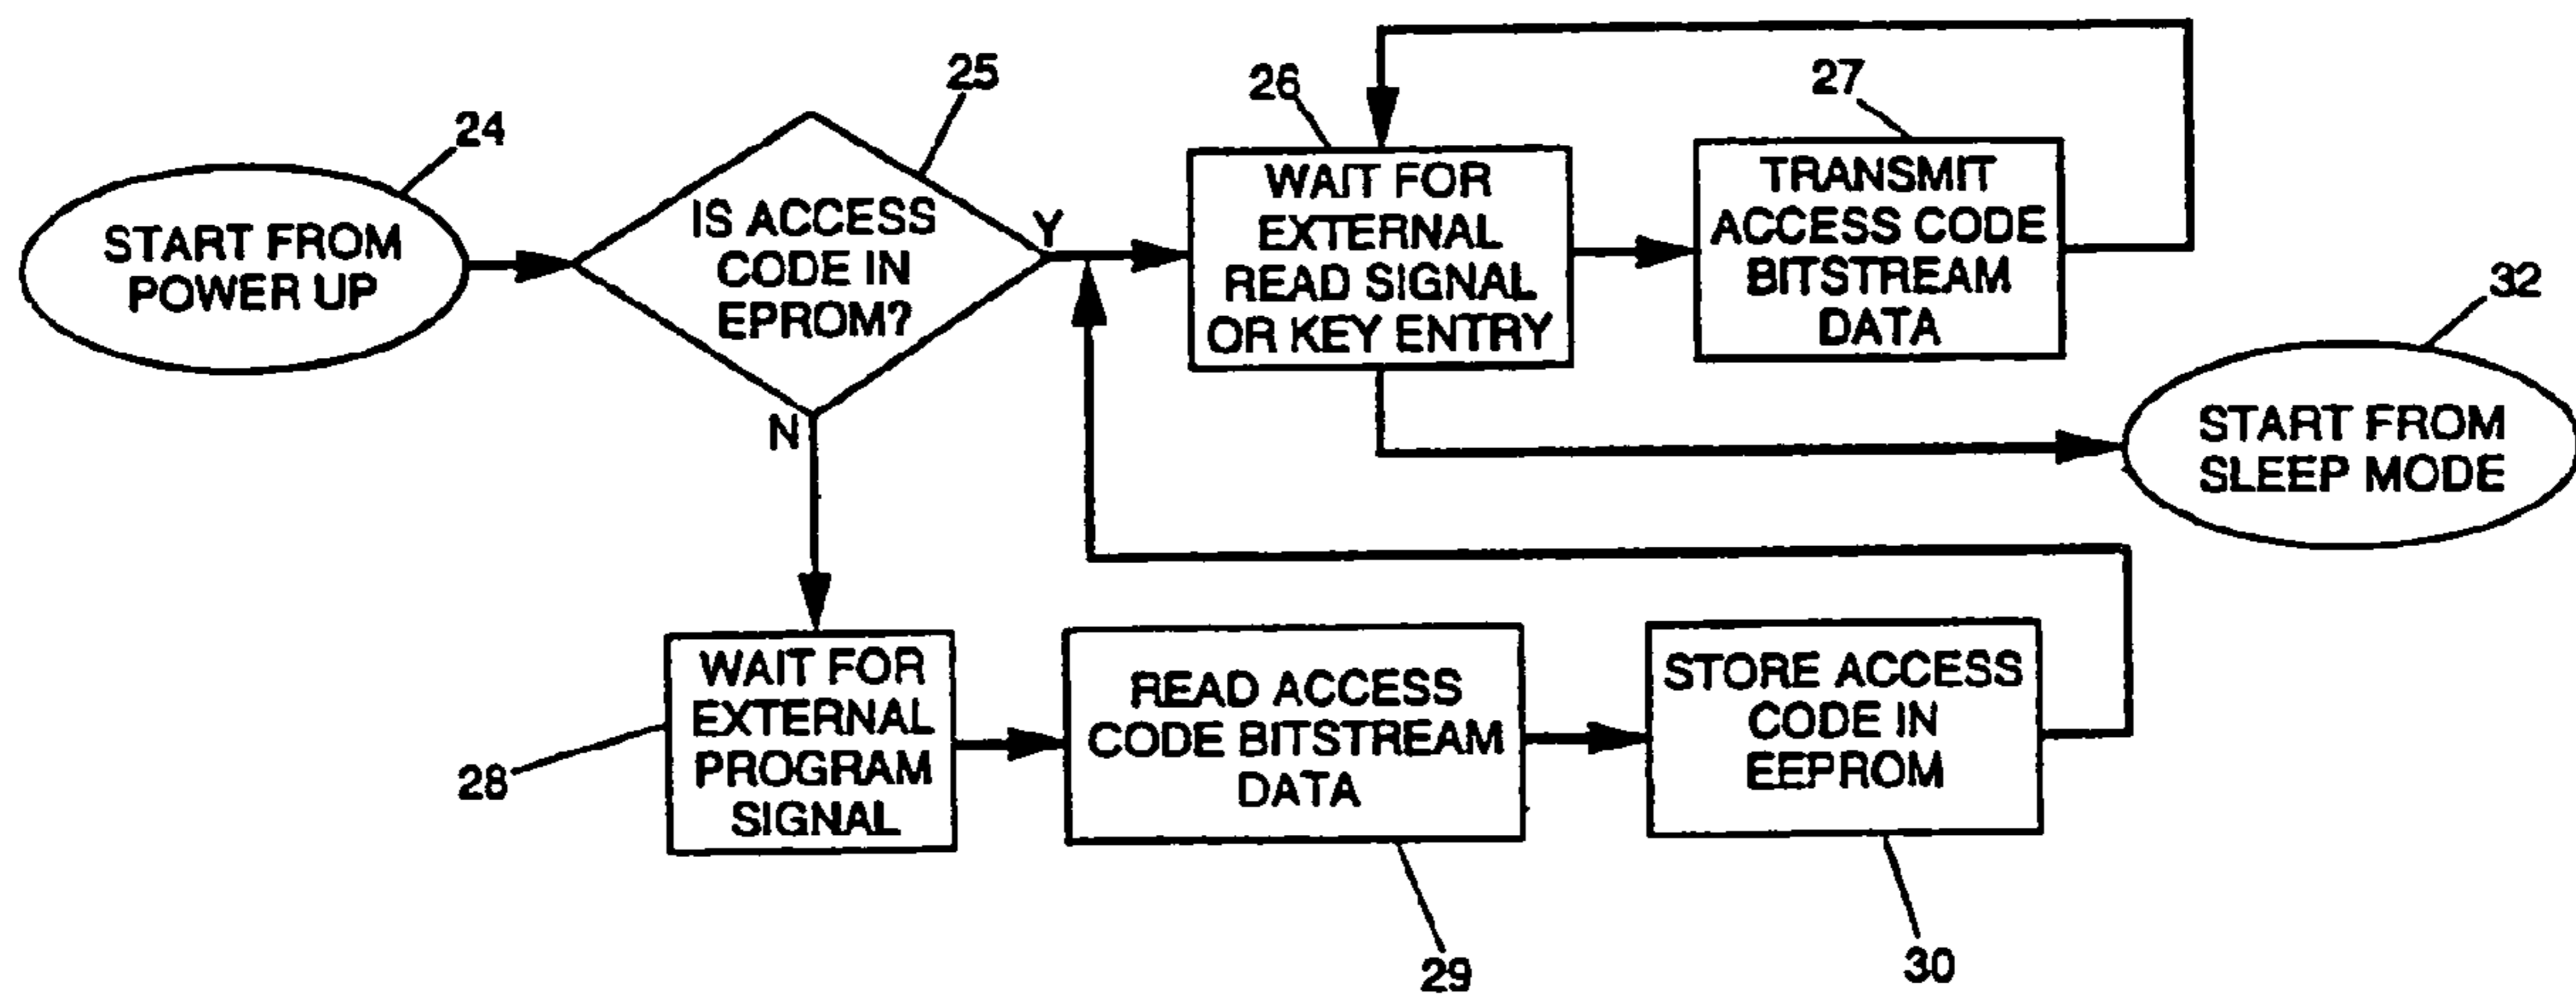 24
START FROM
POWER UP
25
IS ACCESS
CODE IN
EPROM?
Y
N
26
WAIT FOR
EXTERNAL
READ SIGNAL
OR KEY ENTRY
27
TRANSMIT
ACCESS CODE
BITSTREAM
DATA
32
START FROM
SLEEP MODE
28
WAIT FOR
EXTERNAL
PROGRAM
SIGNAL
READ ACCESS
CODE BITSTREAM
DATA
29
STORE ACCESS
CODE IN
EEPROM
30